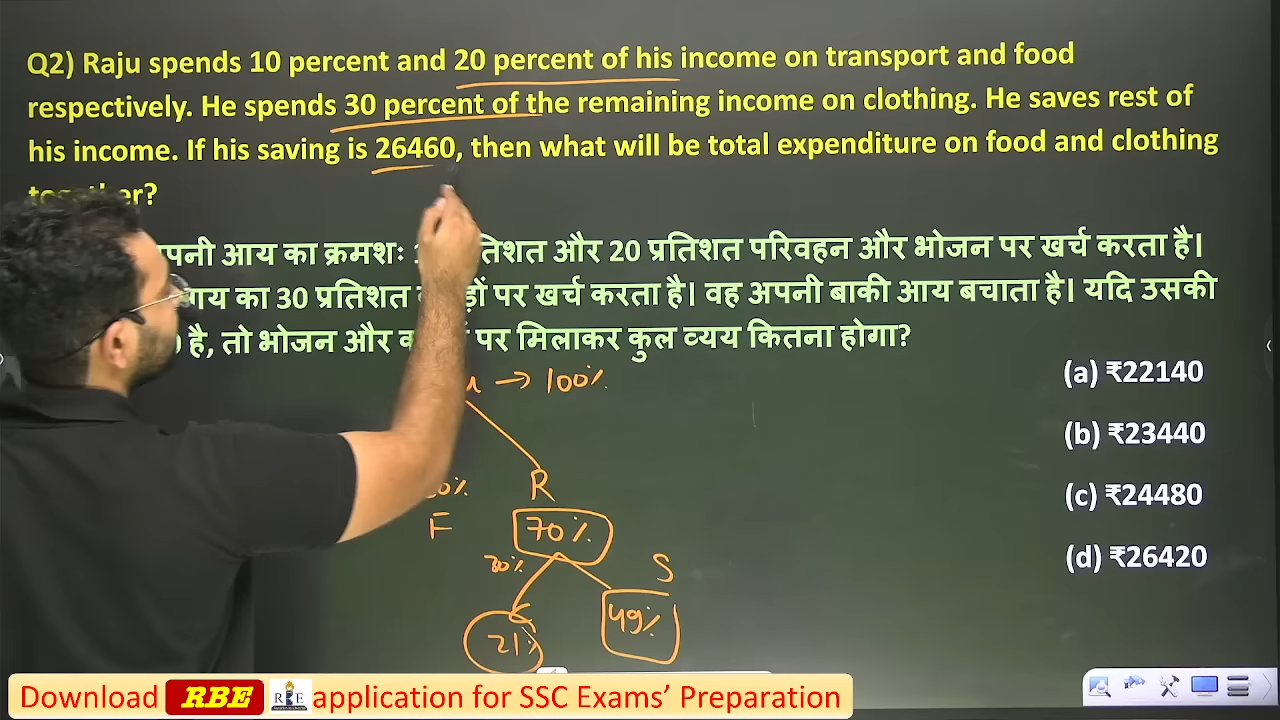 Q2) Raju spends 10 percent and 20 percent of his income on transport and food
respectively. He spends 30 percent of the remaining income on clothing. He saves rest of
his income. If his saving is 26460, then what will be total expenditure on food and clothing
together?
पनी आय का क्रमशः तिशत और 20 प्रतिशत परिवहन और भोजन पर खर्च करता है।
आय का 30 प्रतिशत ड़ों पर खर्च करता है। वह अपनी बाकी आय बचाता है। यदि उसकी
है, तो भोजन और क पर मिलाकर कुल व्यय कितना होगा?
→ 100%
(a) ₹22140
(b) ₹23440
R
(c) ₹24480
F
70%
(d) ₹26420
30%
S
C
21%
49%
Download RBE RBE application for SSC Exams' Preparation